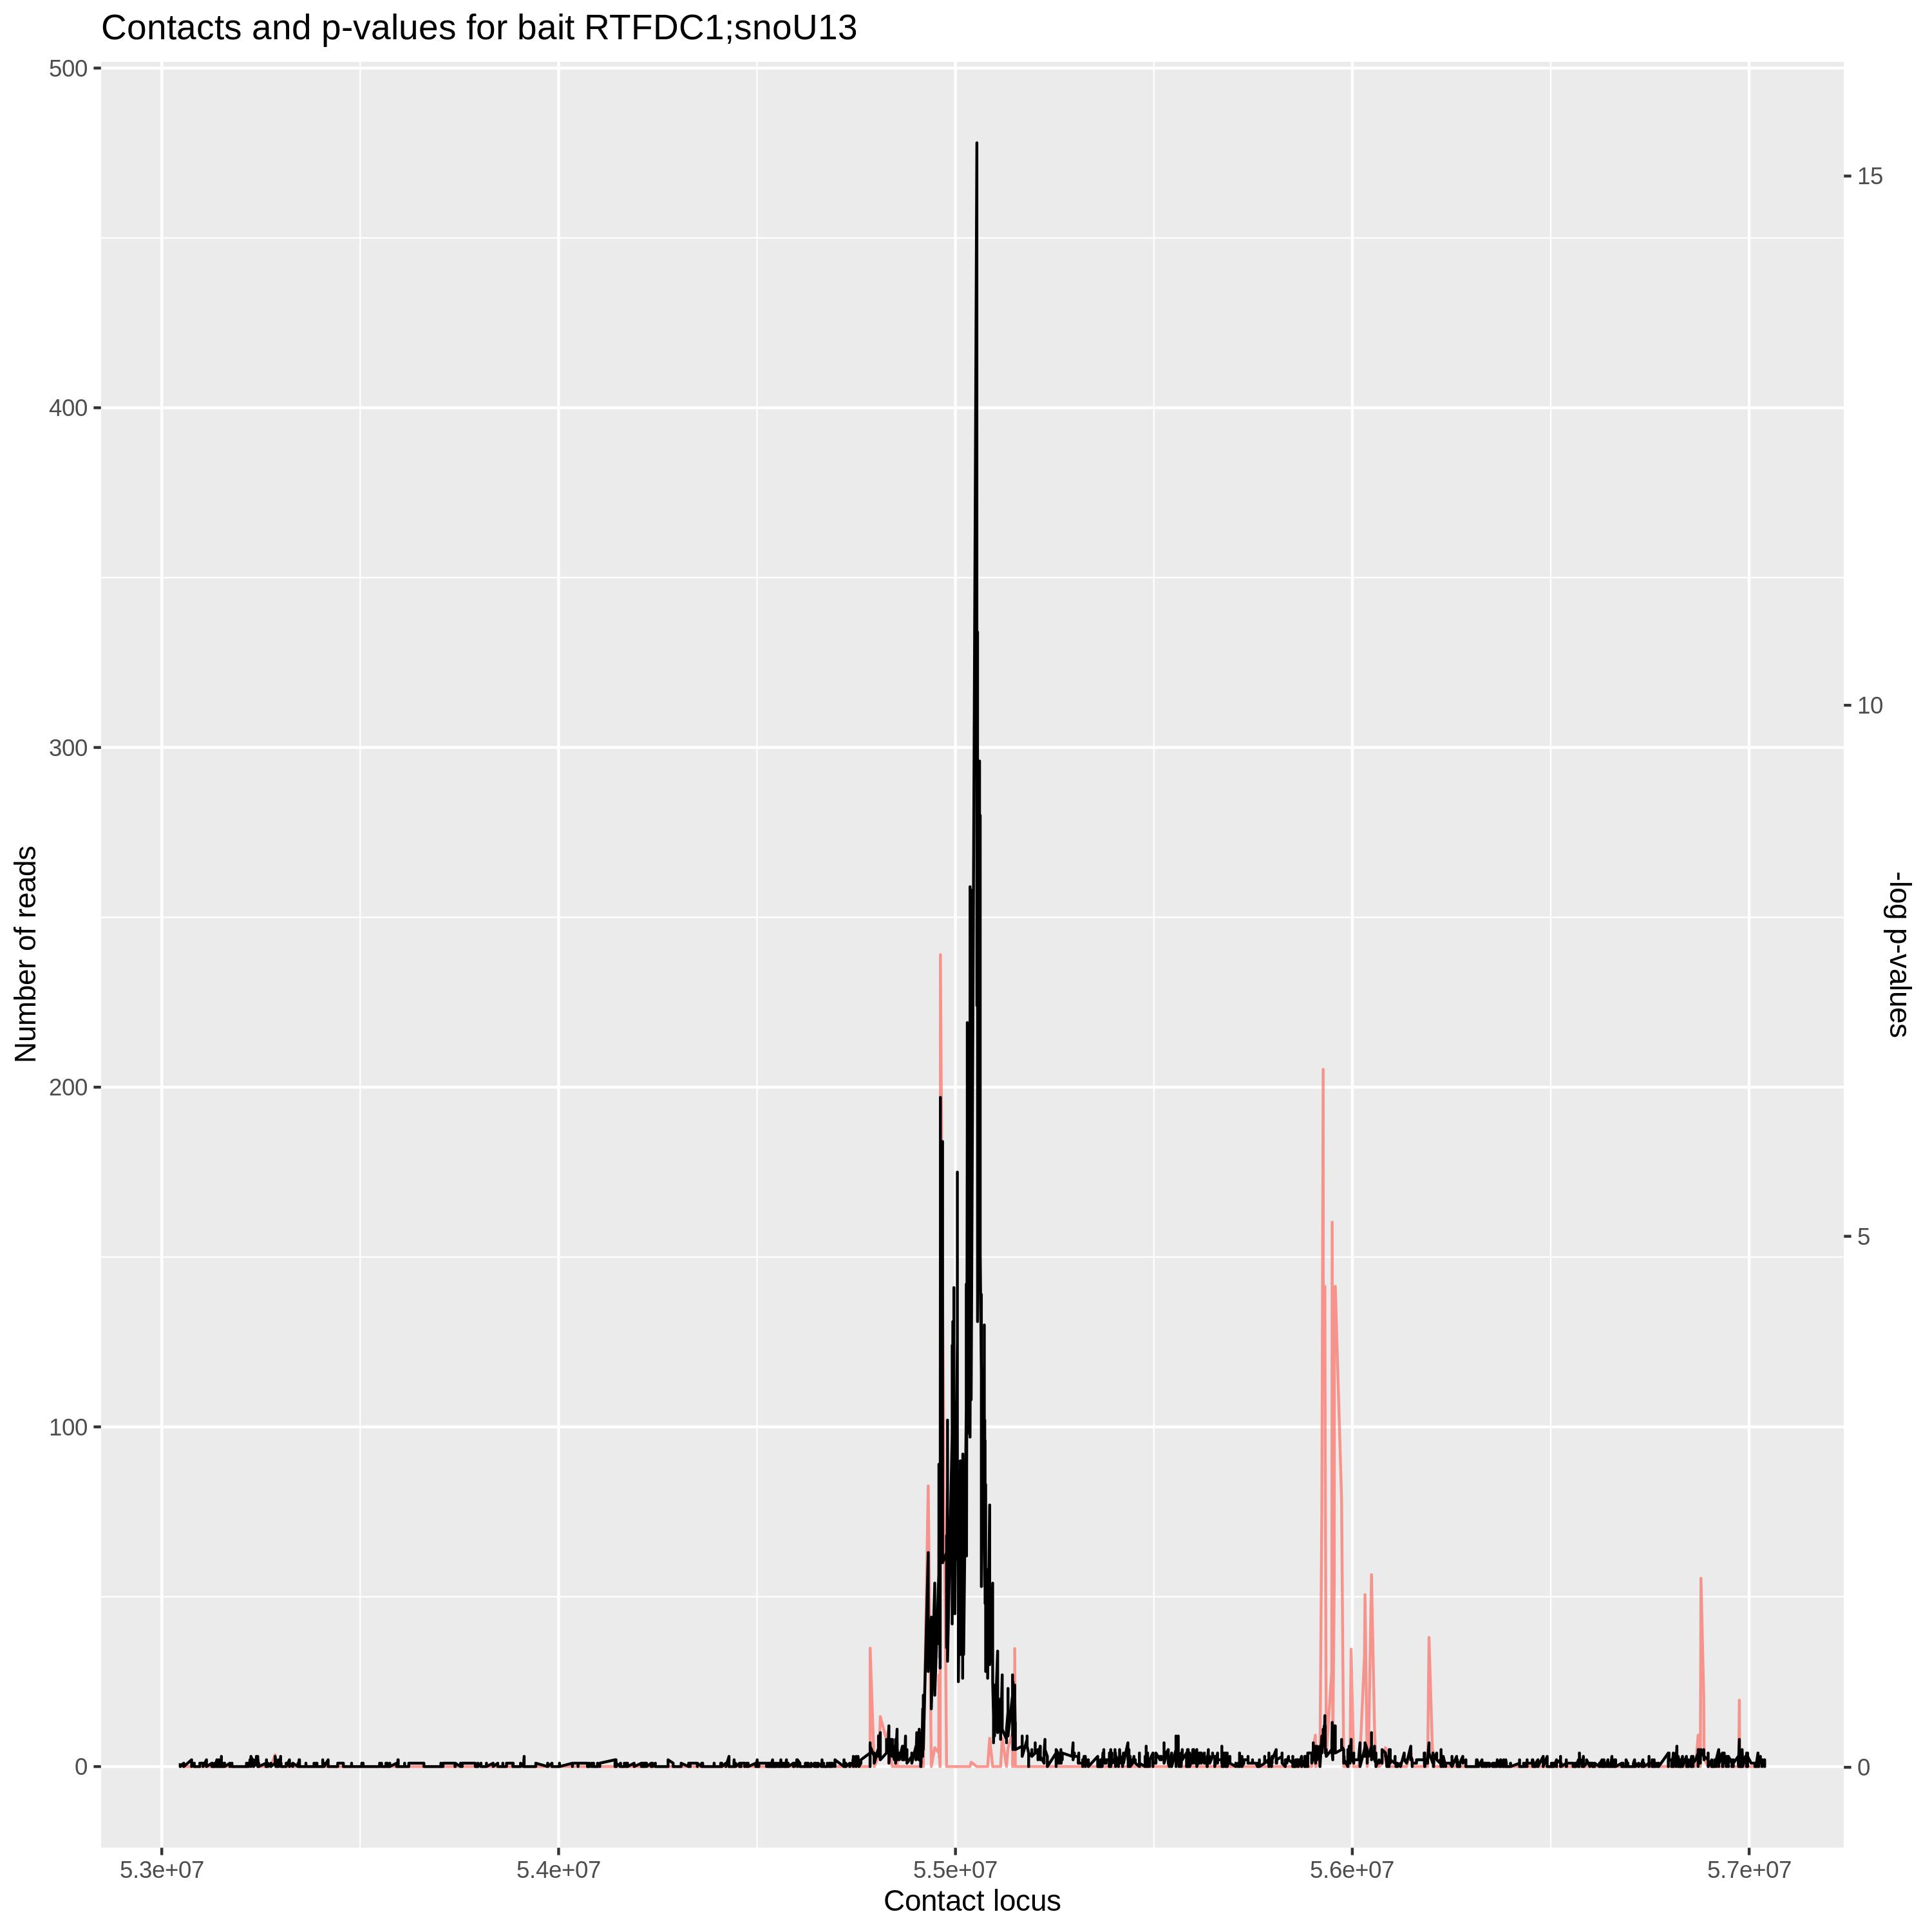 Contacts and p-values for bait RTFDC1;snoU13
500
400
300
200
100
0
Number of reads
15
10
5
0
-log p-values
5.3e+07
5.4e+07
5.5e+07
5.6e+07
5.7e+07
Contact locus